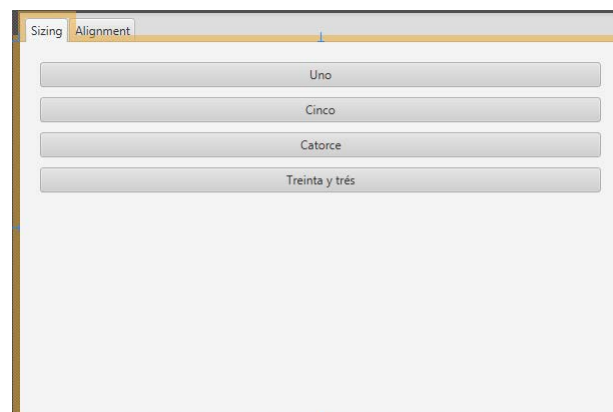 Sizing Alignment
Uno
Cinco
Catorce
Treinta y trés